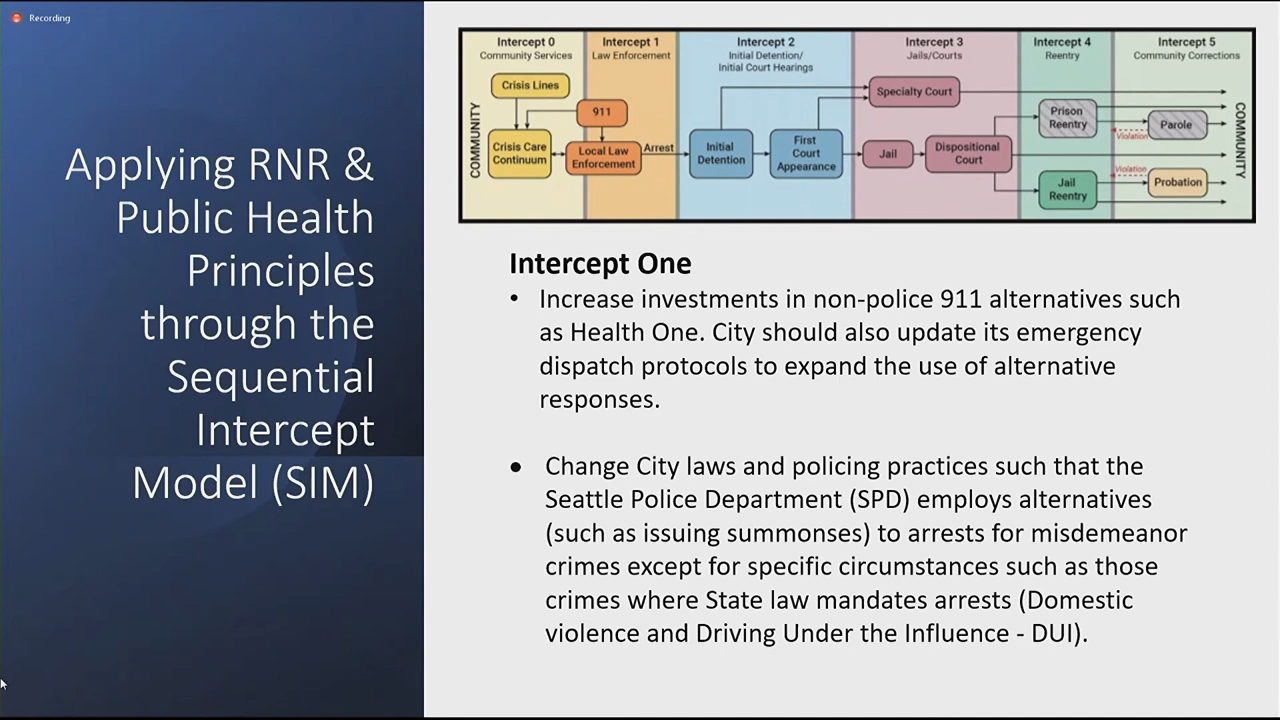 Recording
Applying RNR &
Public Health
Principles
through the
Sequential
Intercept
Model (SIM)
Intercept 0
Community Services
Intercept 1
Law Enforcement
Intercept 2
Initial Detention/
Initial Court Hearings
Intercept 3
Jails/Courts
Intercept 4
Reentry
Intercept 5
Community Corrections
COMMUNITY
Crisis Lines
911
Crisis Care
Continuum
Local Law
Enforcement
Arrest
Initial
Detention
First
Court
Appearance
Specialty Court
Jail
Dispositional
Court
Prison
Reentry
Violation
Parole
Jail
Reentry
Violation
Probation
COMMUNITY
Intercept One
• Increase investments in non-police 911 alternatives such
as Health One. City should also update its emergency
dispatch protocols to expand the use of alternative
responses.
• Change City laws and policing practices such that the
Seattle Police Department (SPD) employs alternatives
(such as issuing summonses) to arrests for misdemeanor
crimes except for specific circumstances such as those
crimes where State law mandates arrests (Domestic
violence and Driving Under the Influence - DUI).